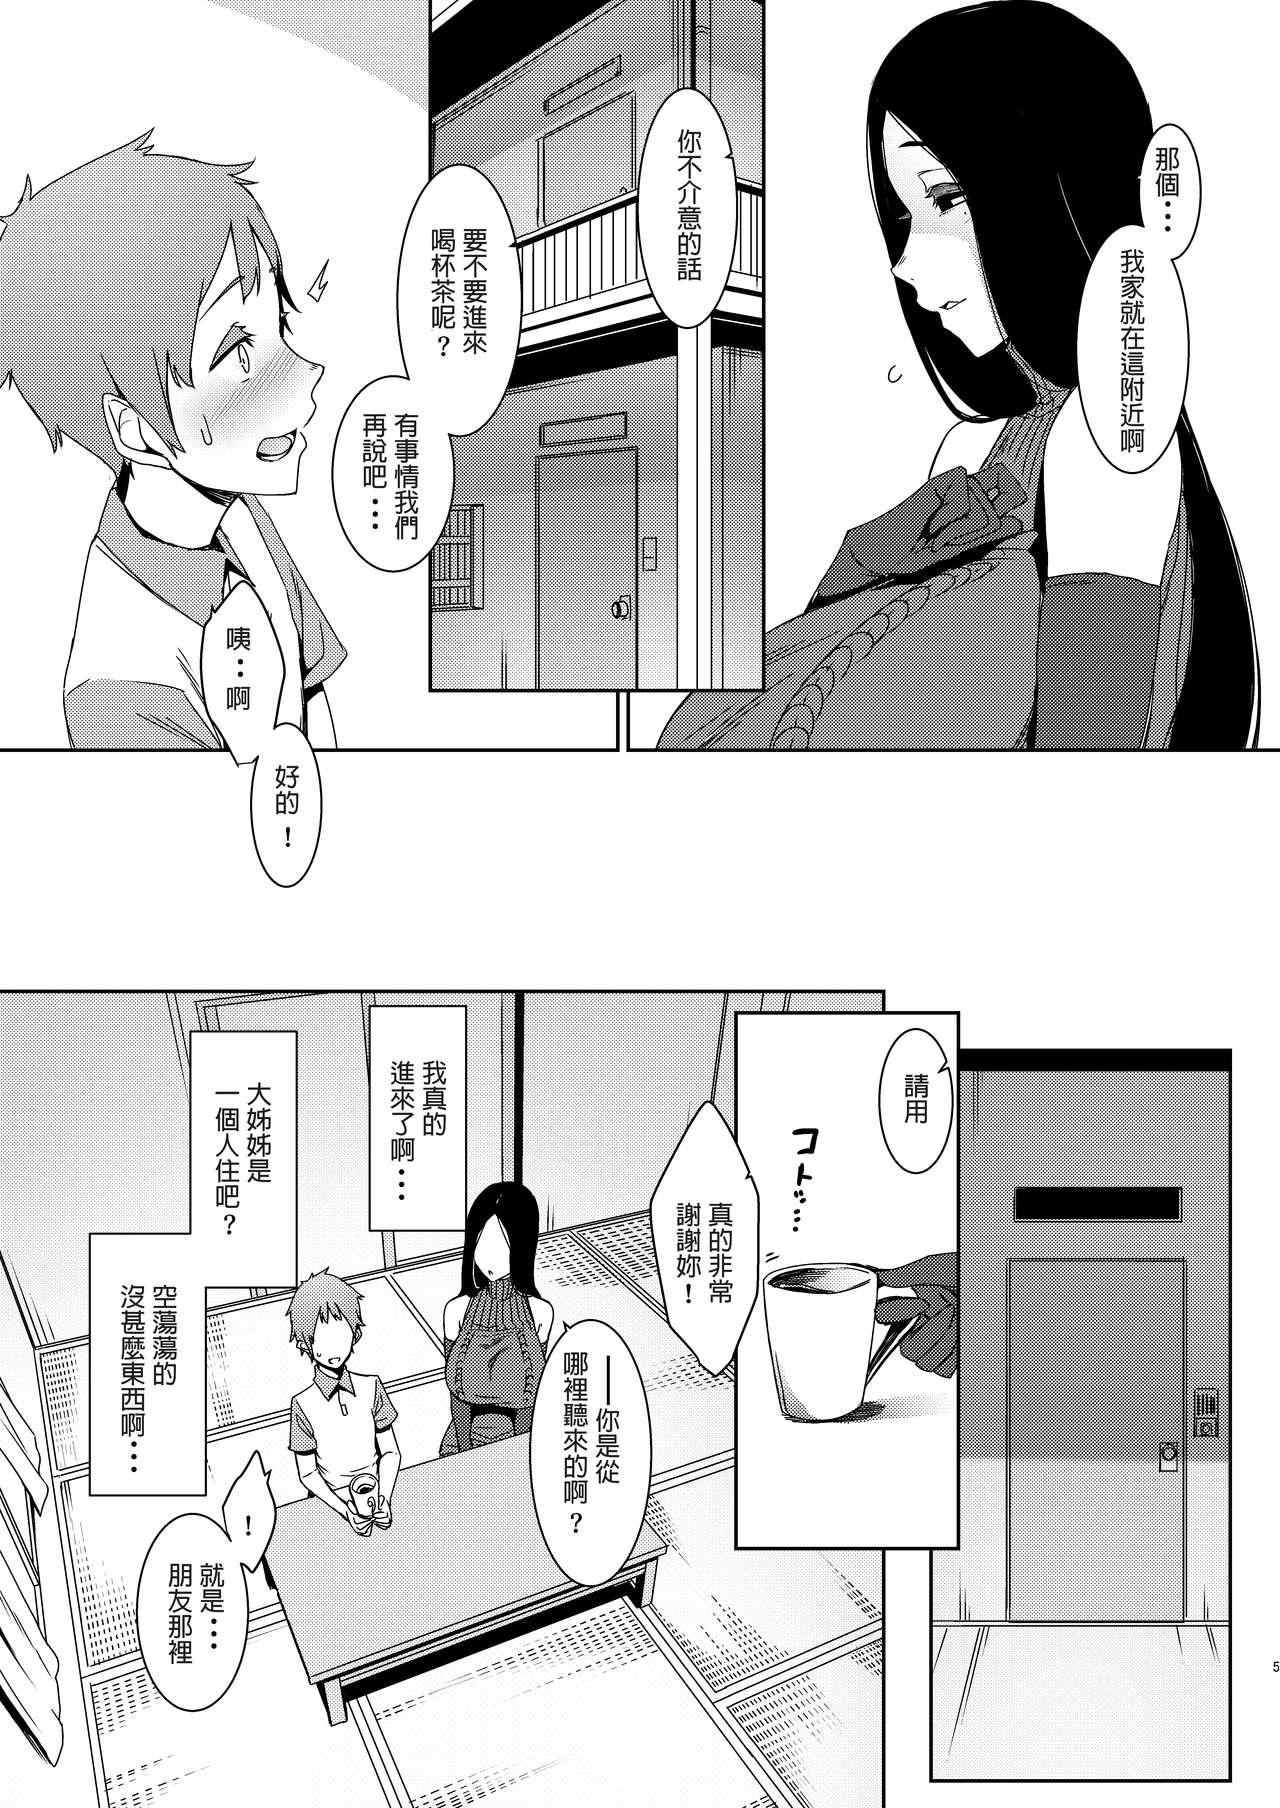 那個⋯
我家就在這附近啊
你不介意的話
要不要進來
喝杯茶呢？
有事情我們
再說吧⋯
咦⋯啊
好的！
請用
コトッ…
真的非常
謝謝妳！
我真的
進來了啊⋯
大姊姊是
一個人住吧？
空蕩蕩的
沒甚麼東西啊⋯
──你是從
哪裡聽來的啊？
！
就是⋯
朋友那裡
5